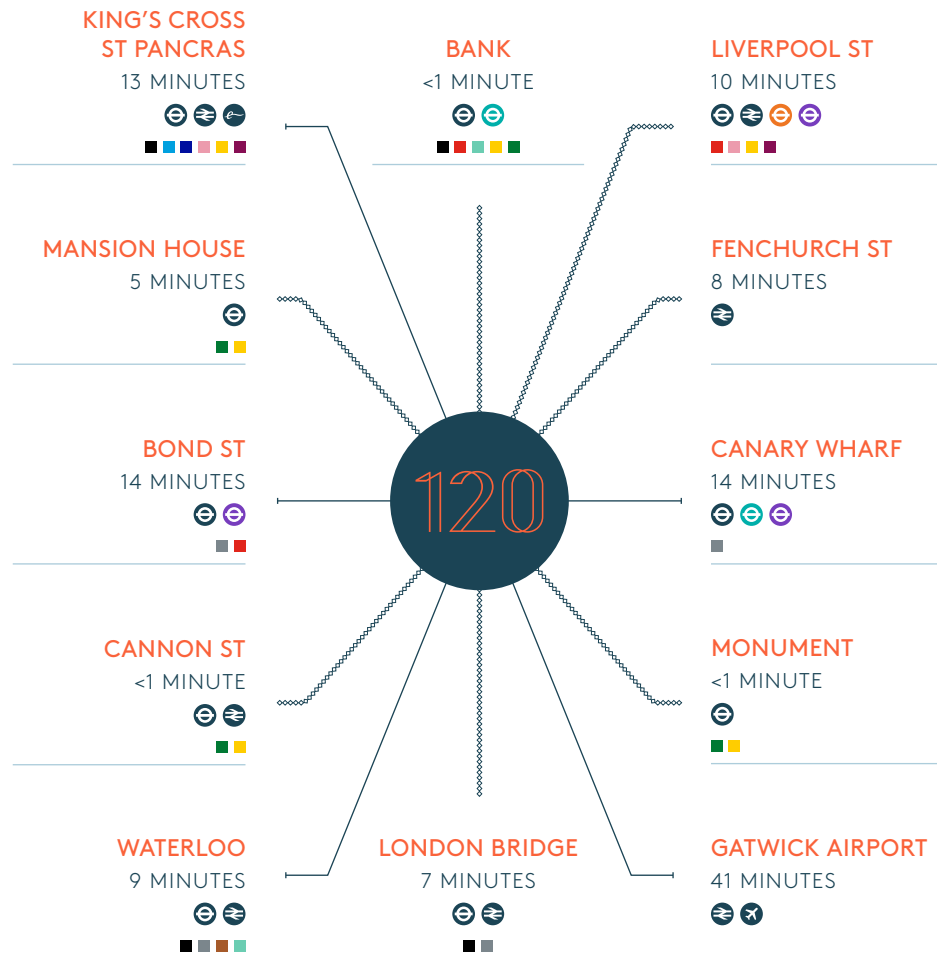 KING'S CROSS
ST PANCRAS
13 MINUTES
BANK
<1 MINUTE
LIVERPOOL ST
10 MINUTES
MANSION HOUSE
5 MINUTES
FENCHURCH ST
8 MINUTES
BOND ST
14 MINUTES
120
CANARY WHARF
14 MINUTES
CANNON ST
<1 MINUTE
MONUMENT
<1 MINUTE
WATERLOO
9 MINUTES
LONDON BRIDGE
7 MINUTES
GATWICK AIRPORT
41 MINUTES